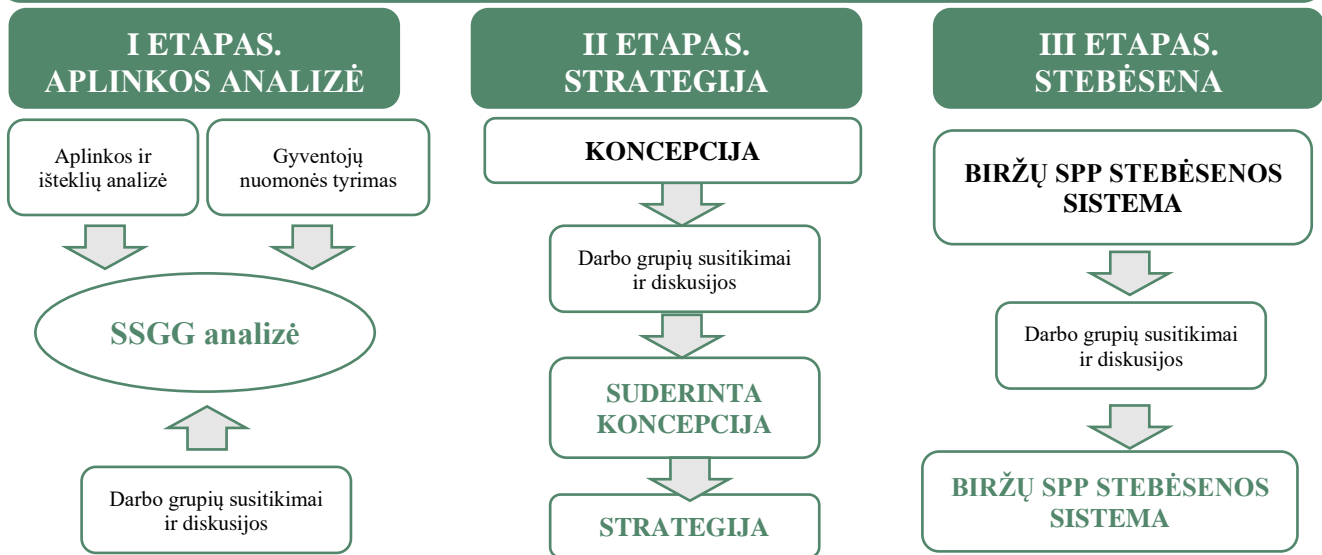 I ETAPAS.
APLINKOS ANALIZĖ
Aplinkos ir
išteklių analizė
Gyventojų
nuomonės tyrimas
SSGG analizė
Darbo grupių susitikimai
ir diskusijos
II ETAPAS.
STRATEGIJA
KONCEPCIJA
Darbo grupių susitikimai
ir diskusijos
SUDERINTA
KONCEPCIJA
STRATEGIJA
III ETAPAS.
STEBĖSENA
BIRŽŲ SPP STEBĖSENOS
SISTEMA
Darbo grupių susitikimai
ir diskusijos
BIRŽŲ SPP STEBĖSENOS
SISTEMA